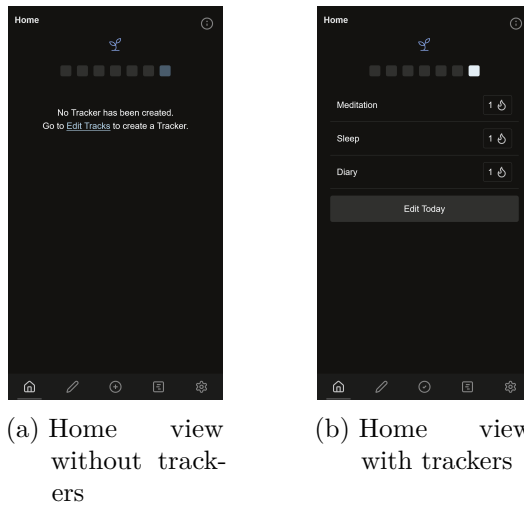 Home
No Tracker has been created.
Go to Edit Tracks to create a Tracker.
(a) Home view
without track-
ers
Home
Meditation 1
Sleep 1
Diary 1
Edit Today
(b) Home view
with trackers